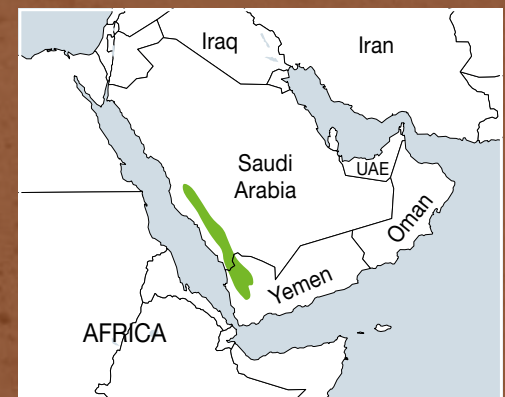 Iraq
Iran
Saudi
Arabia
UAE
Oman
Yemen
AFRICA